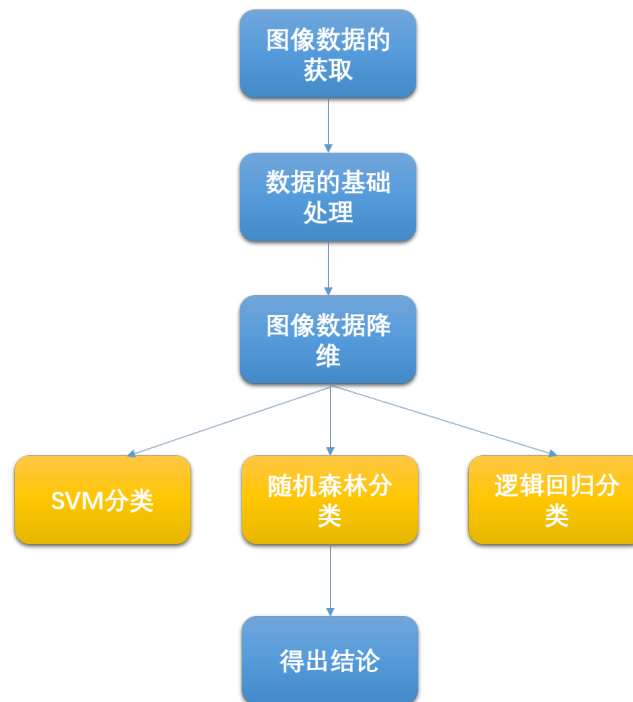 图像数据的
获取
数据的基础
处理
图像数据降
维
SVM分类
随机森林分
类
逻辑回归分
类
得出结论